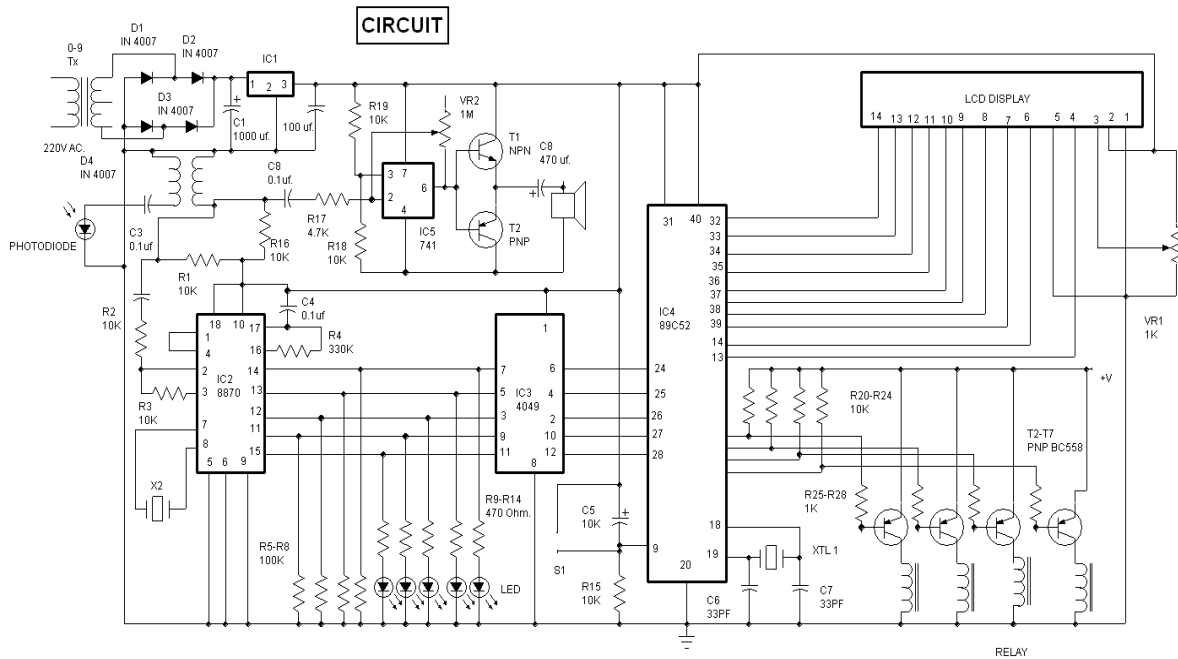 CIRCUIT
0-9
Tx
D1
IN 4007
D2
IN 4007
D3
IN 4007
220V AC.
D4
IN 4007
IC1
1
2
3
C1
1000 uf.
100 uf.
R19
10K
VR2
1M
T1
NPN
C8
470 uf.
T2
PNP
3
2
7
6
4
IC5
741
C8
0.1uf.
R17
4.7K
R18
10K
PHOTODIODE
C3
0.1uf
R16
10K
R1
10K
R2
10K
R3
10K
C4
0.1uf
R4
330K
18
10
17
1
4
16
2
14
IC2
8870
3
13
7
12
8
11
15
5
6
9
X2
1
7
6
IC3
4049
5
4
3
2
9
10
11
12
8
R5-R8
100K
R9-R14
470 Ohm.
LED
C5
10K
S1
R15
10K
31
40
32
33
34
35
36
37
38
39
14
13
IC4
89C52
24
25
26
27
28
18
19
9
20
LCD DISPLAY
14
13
12
11
10
9
8
7
6
5
4
3
2
1
VR1
1K
+V
R20-R24
10K
T2-T7
PNP BC558
R25-R28
1K
XTL 1
C6
33PF
C7
33PF
RELAY